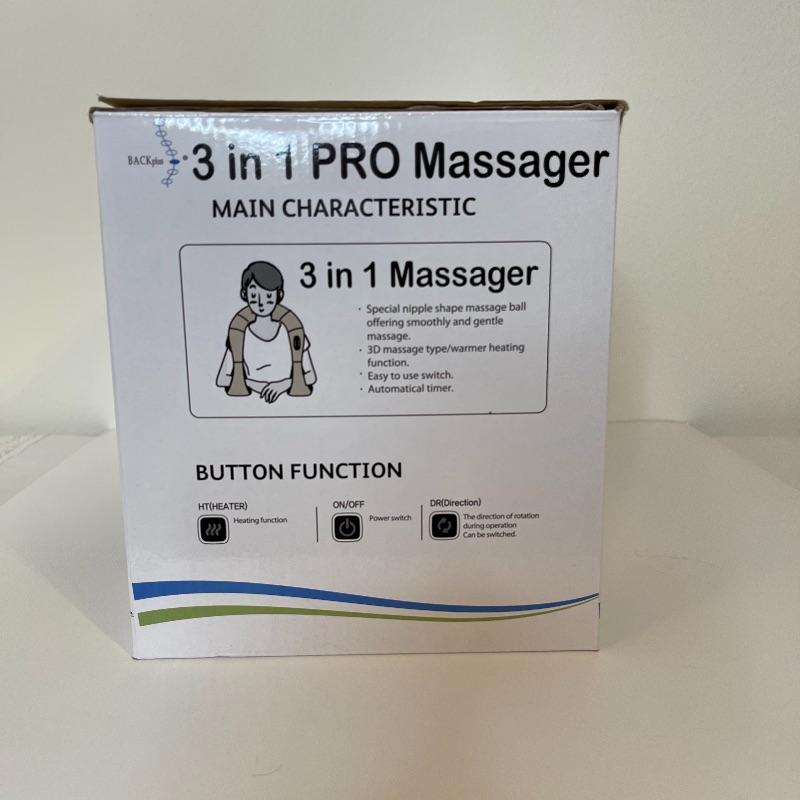 BACKplus ® 3 in 1 PRO Massager
MAIN CHARACTERISTIC
3 in 1 Massager
· Special nipple shape massage ball
offering smoothly and gentle
massage.
· 3D massage type/warmer heating
function.
· Easy to use switch.
· Automatical timer.
BUTTON FUNCTION
HT(HEATER)
Heating function
ON/OFF
Power switch
DR(Direction)
The direction of rotation
during operation
Can be switched.